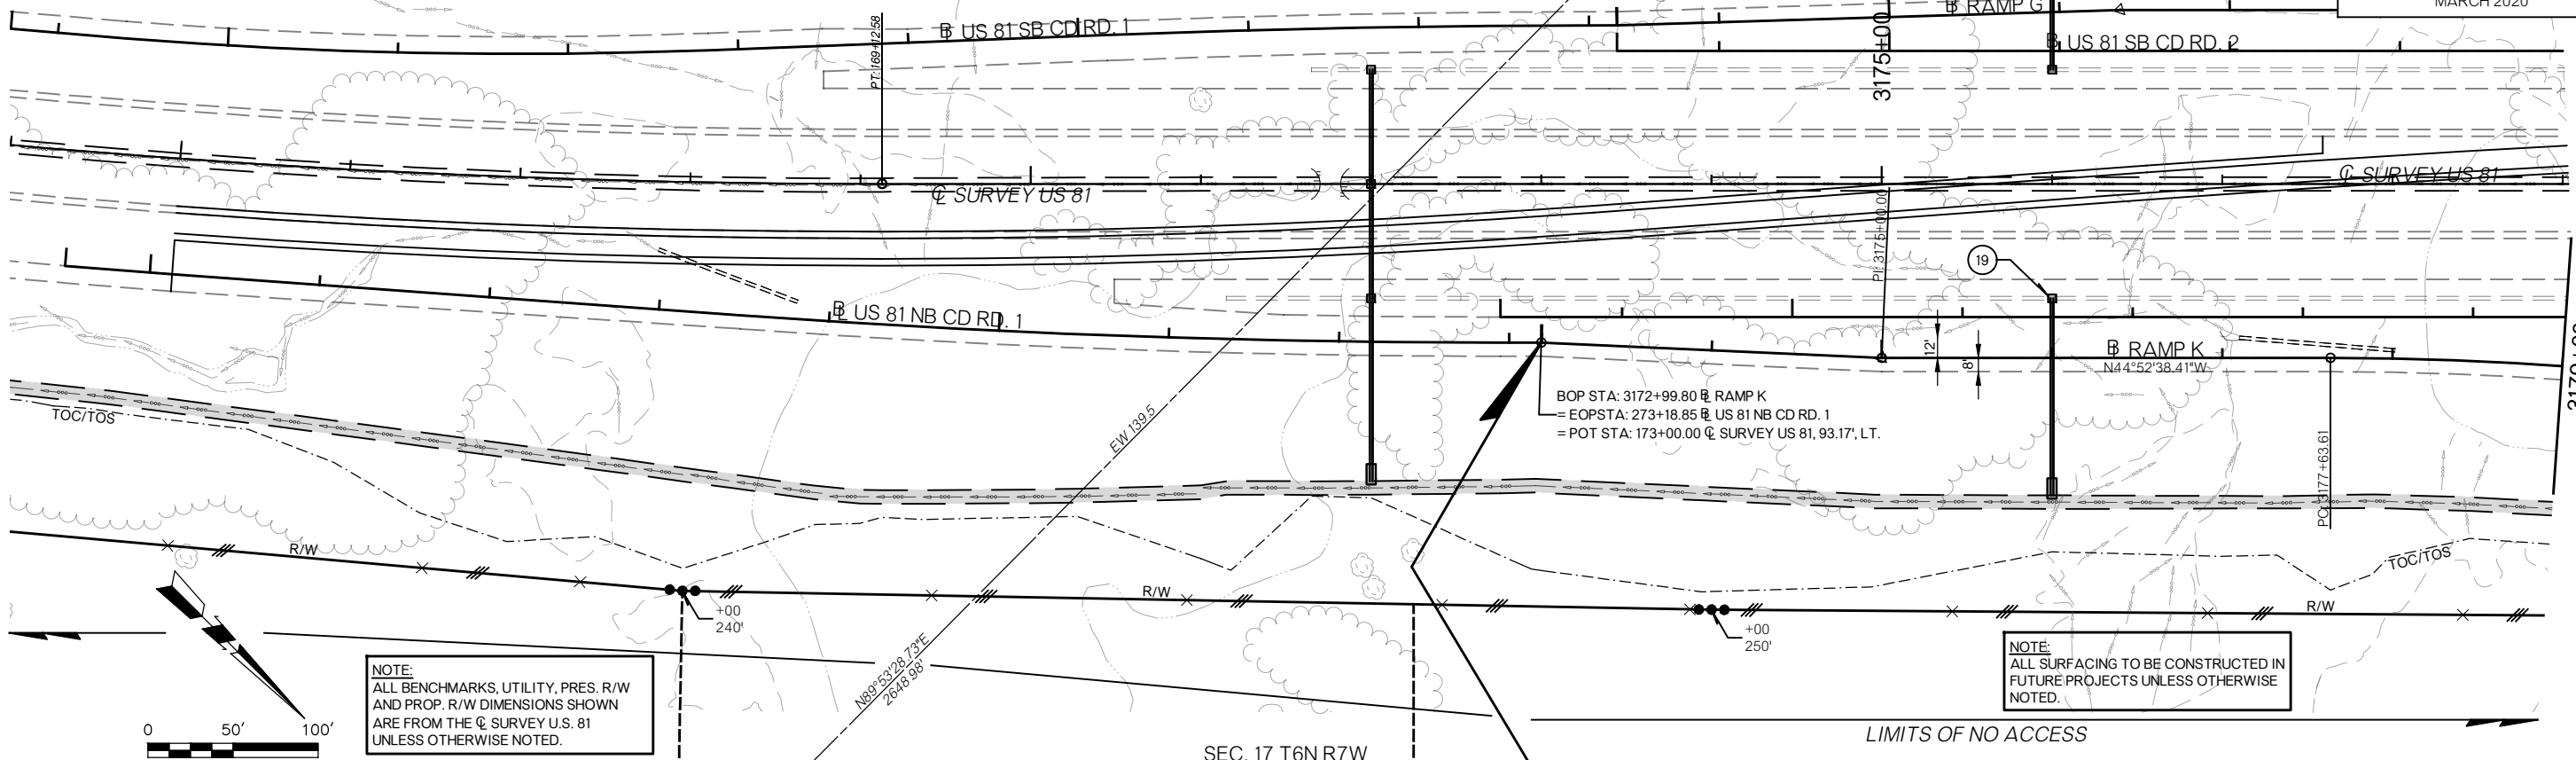 MARCH 2020
℄ RAMP G
℄ US 81 SB CD RD. 1
℄ US 81 SB CD RD. 2
PT: 169+12.58
3175+00
℄ SURVEY US 81
℄ SURVEY US 81
PI: 3175+00.00
19
℄ US 81 NB CD RD. 1
12'
8'
℄ RAMP K
N44°52'38.41"W
BOP STA: 3172+99.80 ℄ RAMP K
= EOPSTA: 273+18.85 ℄ US 81 NB CD RD. 1
= POT STA: 173+00.00 ℄ SURVEY US 81, 93.17', LT.
TOC/TOS
EW 139.5
PC: 3177+63.61
TOC/TOS
R/W
R/W
R/W
+00
240'
+00
250'
N89°53'28.73"E
2648.98'
NOTE:
ALL BENCHMARKS, UTILITY, PRES. R/W
AND PROP. R/W DIMENSIONS SHOWN
ARE FROM THE ℄ SURVEY U.S. 81
UNLESS OTHERWISE NOTED.
NOTE:
ALL SURFACING TO BE CONSTRUCTED IN
FUTURE PROJECTS UNLESS OTHERWISE
NOTED.
0 50' 100'
LIMITS OF NO ACCESS
SEC. 17 T6N R7W